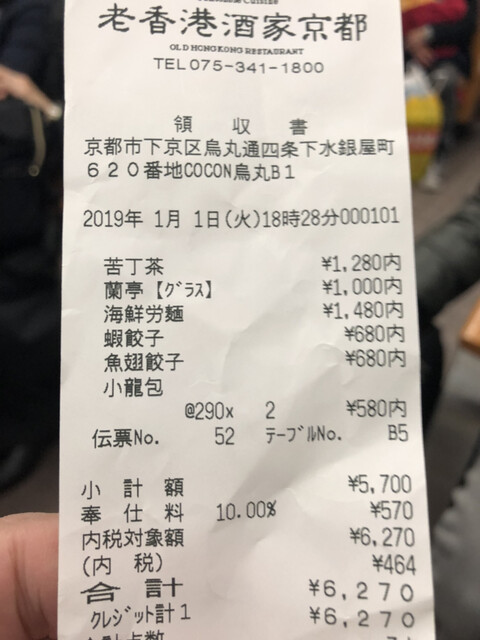 Cuisine
老香港酒家京都
OLD HONGKONG RESTAURANT
TEL075-341-1800
領 収 書
京都市下京区烏丸通四条下水銀屋町
620番地COCON烏丸B1
2019年 1月 1日(火)18時28分000101
苦丁茶 ¥1,280内
蘭亭【グラス】 ¥1,000内
海鮮労麺 ¥1,480内
蝦餃子 ¥680内
魚翅餃子 ¥680内
小龍包
@290x 2 ¥580内
伝票No. 52 テーブルNo. B5
小 計 額 ¥5,700
奉 仕 料 10.00% ¥570
内税対象額 ¥6,270
(内 税) ¥464
合 計 ¥6,270
クレジット計1 ¥6,270